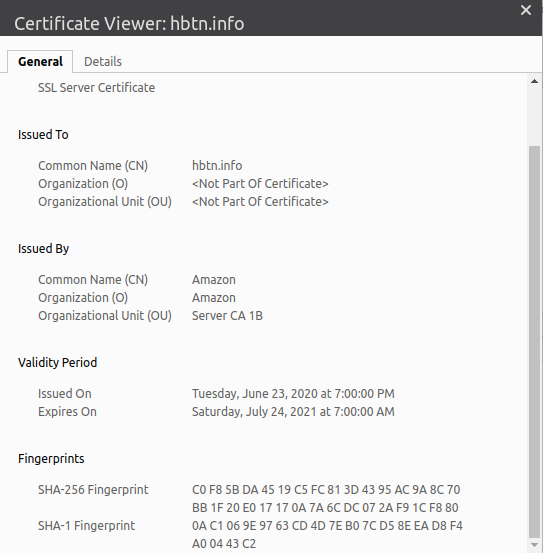 Certificate Viewer: hbtn.info
General Details
SSL Server Certificate
Issued To
Common Name (CN) hbtn.info
Organization (O) <Not Part Of Certificate>
Organizational Unit (OU) <Not Part Of Certificate>
Issued By
Common Name (CN) Amazon
Organization (O) Amazon
Organizational Unit (OU) Server CA 1B
Validity Period
Issued On Tuesday, June 23, 2020 at 7:00:00 PM
Expires On Saturday, July 24, 2021 at 7:00:00 AM
Fingerprints
SHA-256 Fingerprint C0 F8 5B DA 45 19 C5 FC 81 3D 43 95 AC 9A 8C 70
BB 1F 20 E0 17 17 0A 7A 6C DC 07 2A F9 1C F8 80
SHA-1 Fingerprint 0A C1 06 9E 97 63 CD 4D 7E B0 7C D5 8E EA D8 F4
A0 04 43 C2